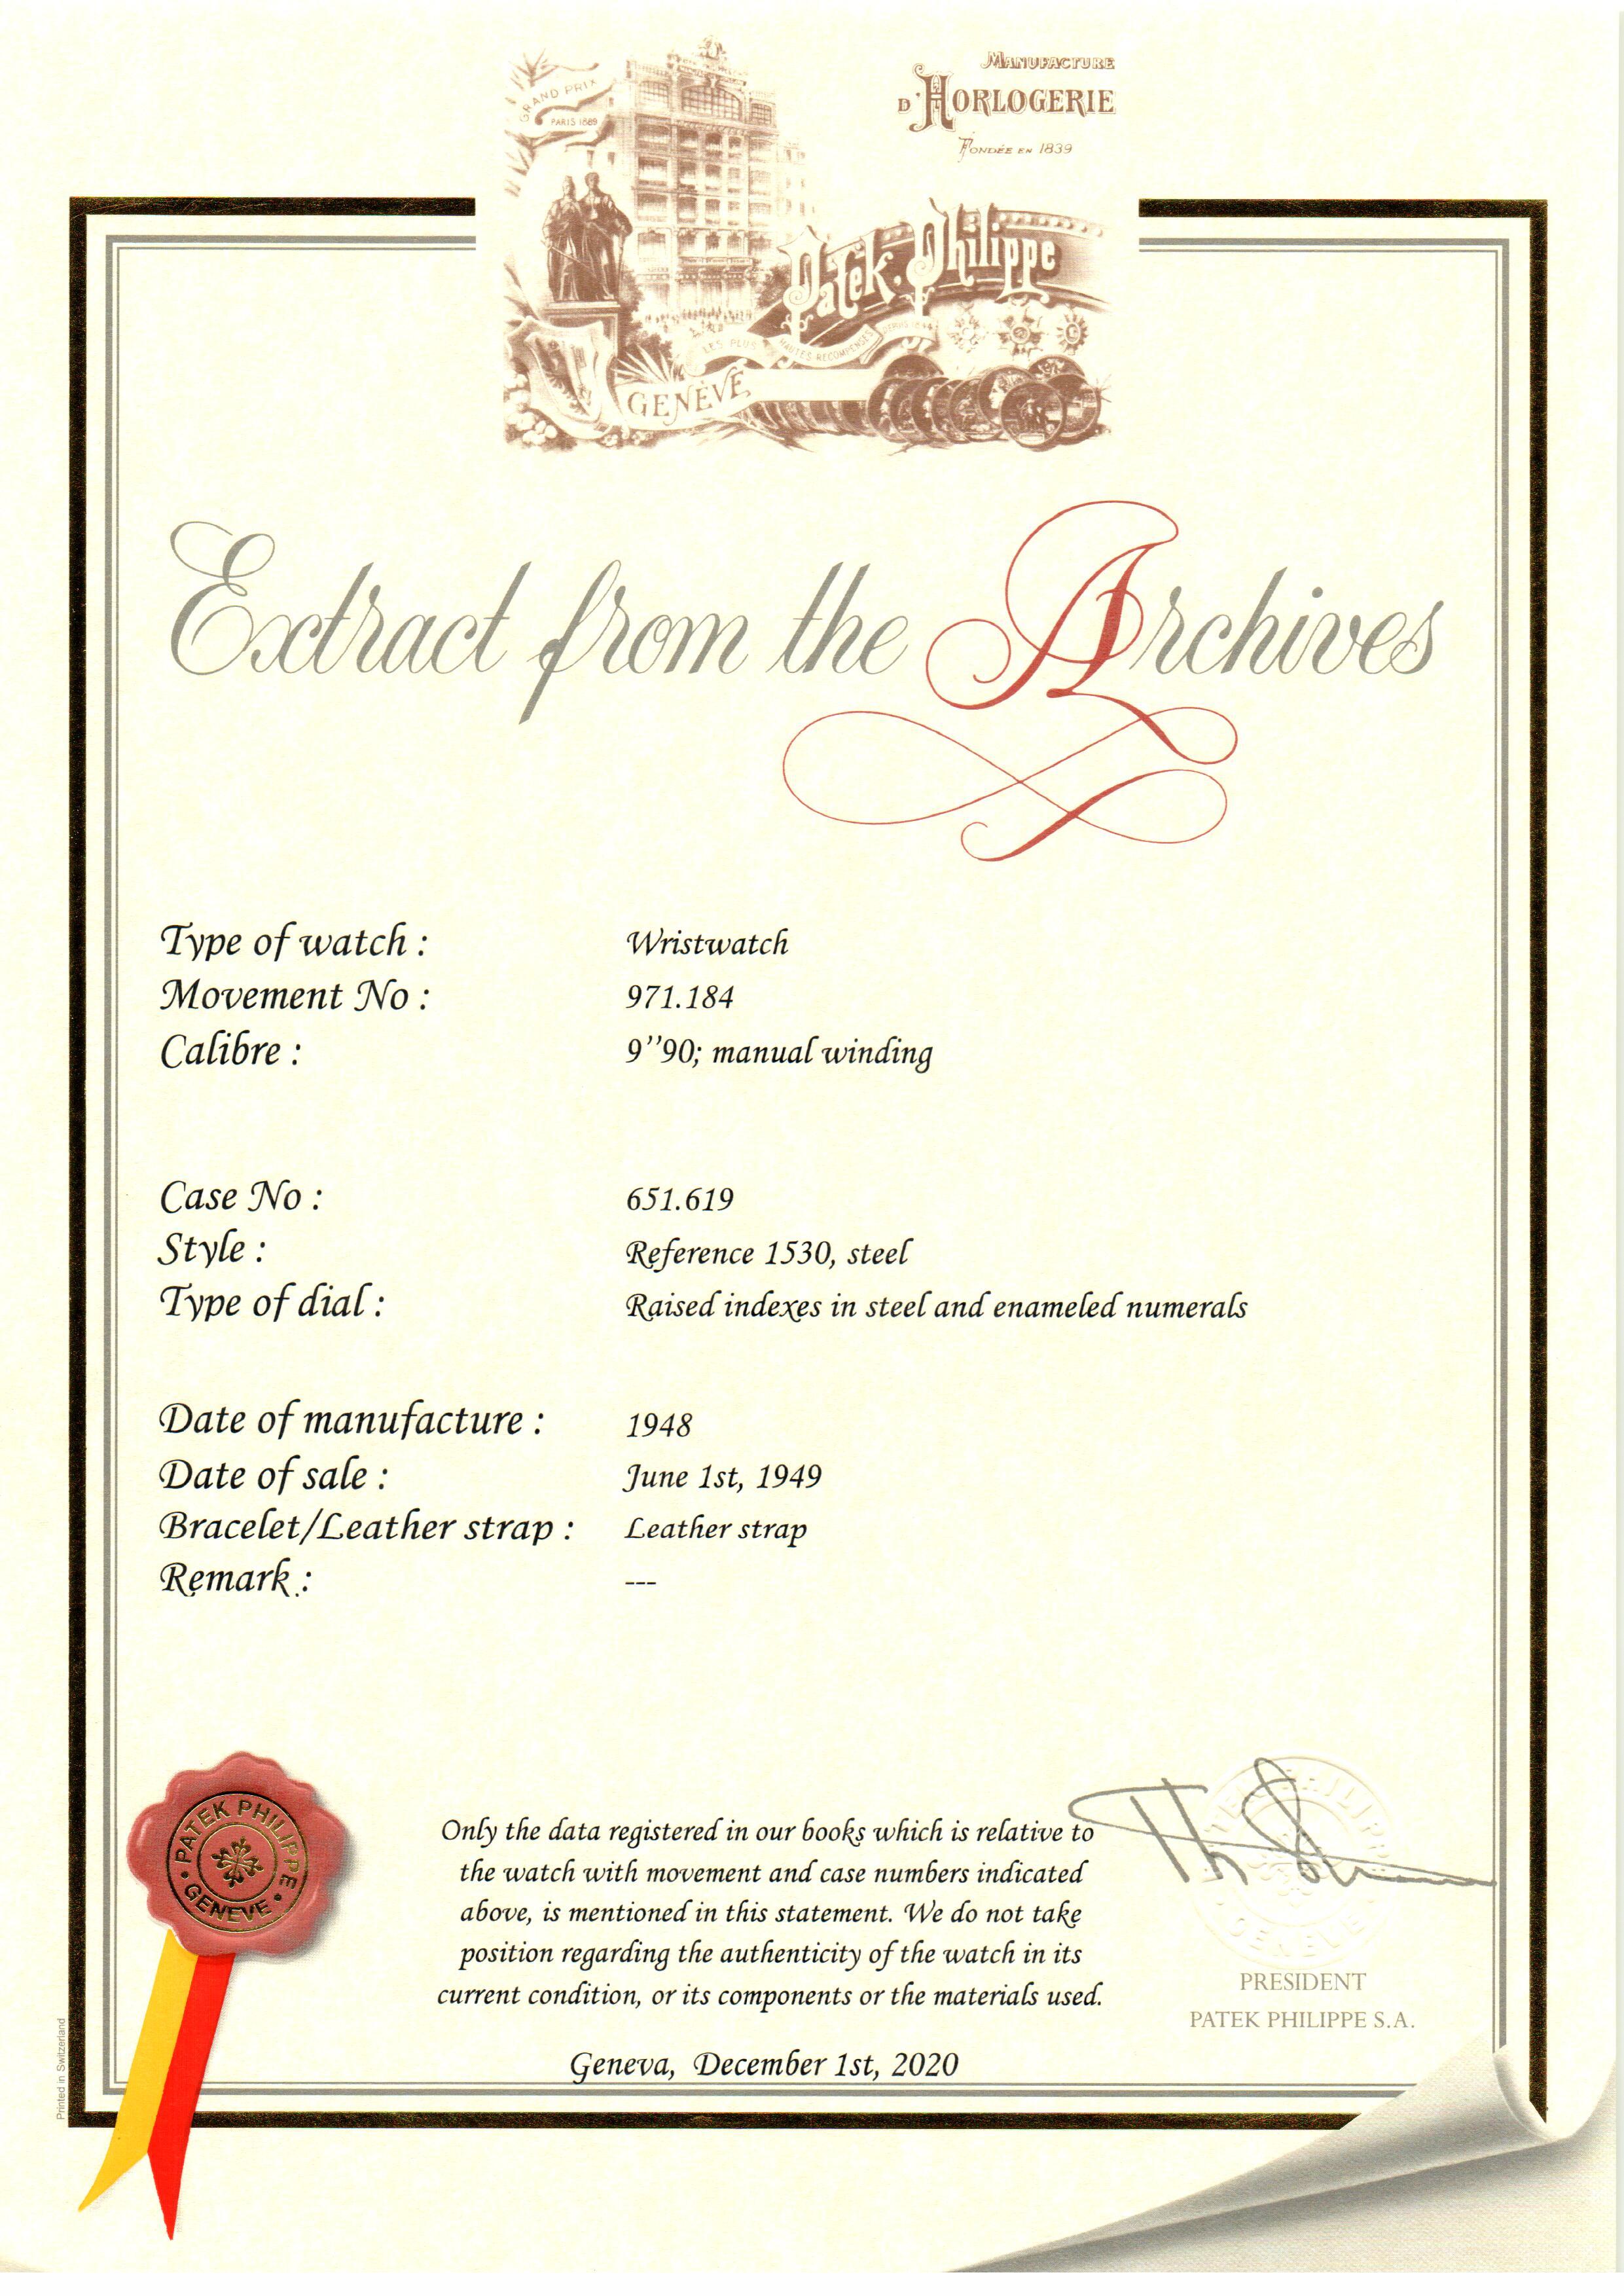 MANUFACTURE
D'HORLOGERIE
FONDÉE EN 1839
GRAND PRIX
PARIS 1889
Patek. Philippe
LES PLUS HAUTES RECOMPENSES
GENÈVE
Extract from the Archives
Type of watch : Wristwatch
Movement No : 971.184
Calibre : 9’’90; manual winding
Case No : 651.619
Style : Reference 1530, steel
Type of dial : Raised indexes in steel and enameled numerals
Date of manufacture : 1948
Date of sale : June 1st, 1949
Bracelet/Leather strap : Leather strap
Remark : ---
PATEK PHILIPPE
GENEVE
Only the data registered in our books which is relative to
the watch with movement and case numbers indicated
above, is mentioned in this statement. We do not take
position regarding the authenticity of the watch in its
current condition, or its components or the materials used.
PRESIDENT
PATEK PHILIPPE S.A.
Geneva, December 1st, 2020
Printed in Switzerland